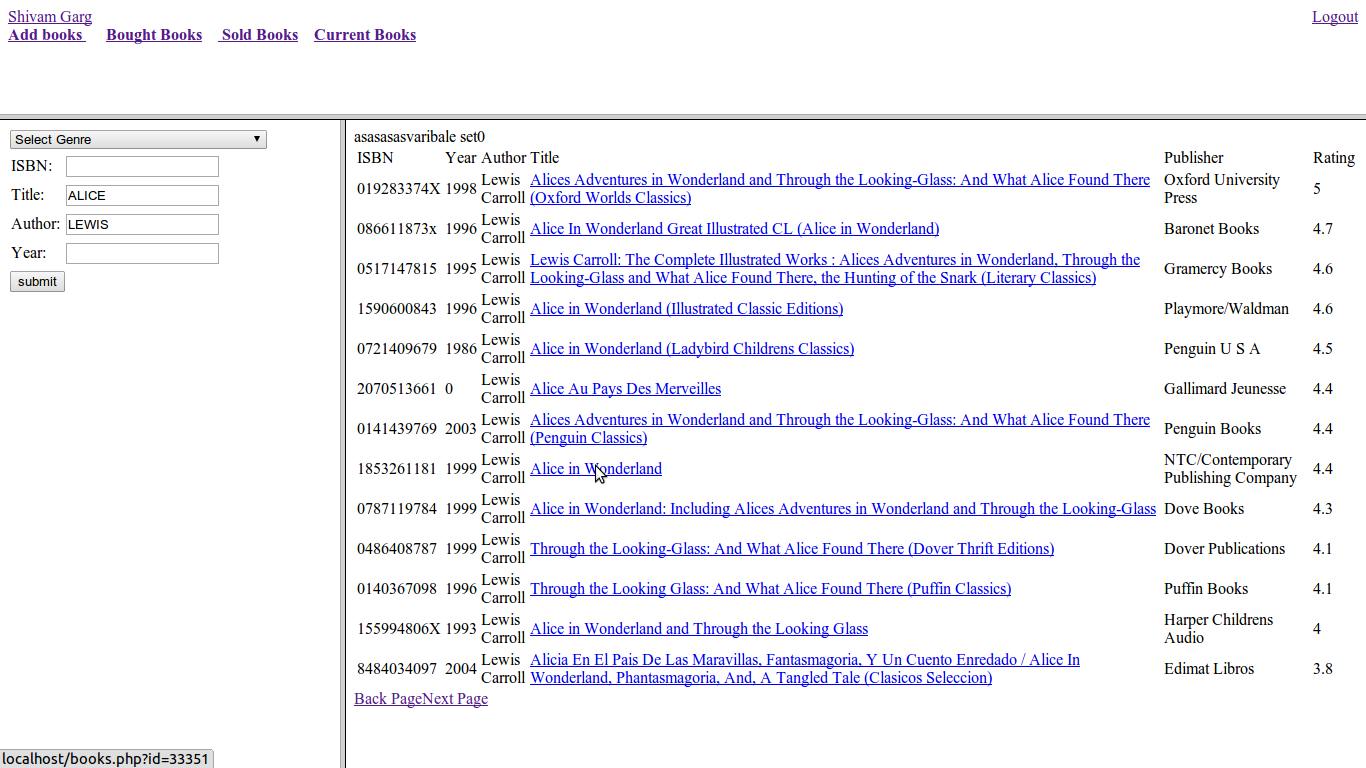 Shivam Garg Logout
Add books Bought Books Sold Books Current Books
Select Genre
ISBN:
Title: ALICE
Author: LEWIS
Year:
submit
asasasasvaribale set0
ISBN Year Author Title Publisher Rating
019283374X 1998 Lewis Carroll Alices Adventures in Wonderland and Through the Looking-Glass: And What Alice Found There (Oxford Worlds Classics) Oxford University Press 5
086611873x 1996 Lewis Carroll Alice In Wonderland Great Illustrated CL (Alice in Wonderland) Baronet Books 4.7
0517147815 1995 Lewis Carroll Lewis Carroll: The Complete Illustrated Works : Alices Adventures in Wonderland, Through the Looking-Glass and What Alice Found There, the Hunting of the Snark (Literary Classics) Gramercy Books 4.6
1590600843 1996 Lewis Carroll Alice in Wonderland (Illustrated Classic Editions) Playmore/Waldman 4.6
0721409679 1986 Lewis Carroll Alice in Wonderland (Ladybird Childrens Classics) Penguin U S A 4.5
2070513661 0 Lewis Carroll Alice Au Pays Des Merveilles Gallimard Jeunesse 4.4
0141439769 2003 Lewis Carroll Alices Adventures in Wonderland and Through the Looking-Glass: And What Alice Found There (Penguin Classics) Penguin Books 4.4
1853261181 1999 Lewis Carroll Alice in Wonderland NTC/Contemporary Publishing Company 4.4
0787119784 1999 Lewis Carroll Alice in Wonderland: Including Alices Adventures in Wonderland and Through the Looking-Glass Dove Books 4.3
0486408787 1999 Lewis Carroll Through the Looking-Glass: And What Alice Found There (Dover Thrift Editions) Dover Publications 4.1
0140367098 1996 Lewis Carroll Through the Looking Glass: And What Alice Found There (Puffin Classics) Puffin Books 4.1
155994806X 1993 Lewis Carroll Alice in Wonderland and Through the Looking Glass Harper Childrens Audio 4
8484034097 2004 Lewis Carroll Alicia En El Pais De Las Maravillas, Fantasmagoria, Y Un Cuento Enredado / Alice In Wonderland, Phantasmagoria, And, A Tangled Tale (Clasicos Seleccion) Edimat Libros 3.8
Back PageNext Page
localhost/books.php?id=33351